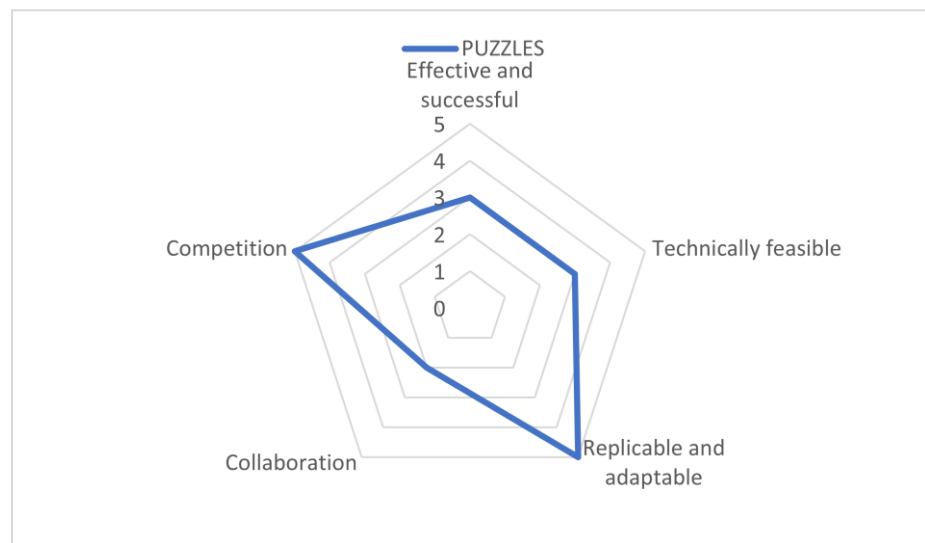 PUZZLES
Effective and
successful
5
4
3
2
1
0
Technically feasible
Replicable and
adaptable
Collaboration
Competition